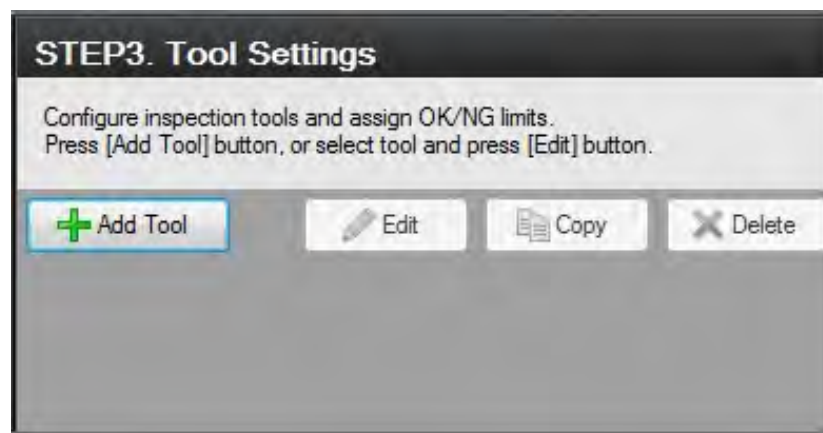 STEP3. Tool Settings
Configure inspection tools and assign OK/NG limits.
Press [Add Tool] button, or select tool and press [Edit] button.
Add Tool
Edit
Copy
Delete